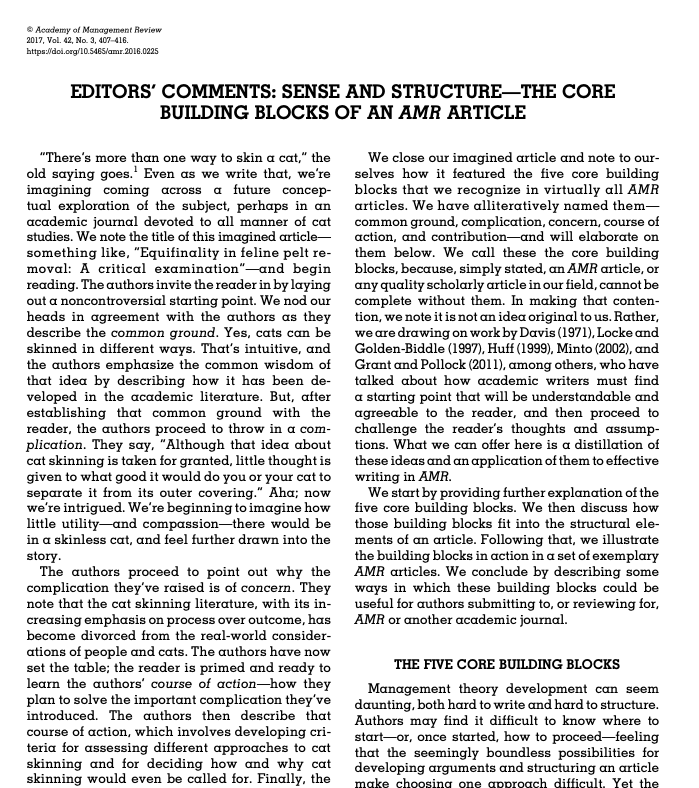 © Academy of Management Review
2017, Vol. 42, No. 3, 407–416.
https://doi.org/10.5465/amr.2016.0225
EDITORS’ COMMENTS: SENSE AND STRUCTURE—THE CORE
BUILDING BLOCKS OF AN AMR ARTICLE
“There’s more than one way to skin a cat,” the
old saying goes.1 Even as we write that, we’re
imagining coming across a future concep-
tual exploration of the subject, perhaps in an
academic journal devoted to all manner of cat
studies. We note the title of this imagined article—
something like, “Equifinality in feline pelt re-
moval: A critical examination”—and begin
reading. The authors invite the reader in by laying
out a noncontroversial starting point. We nod our
heads in agreement with the authors as they
describe the common ground. Yes, cats can be
skinned in different ways. That’s intuitive, and
the authors emphasize the common wisdom of
that idea by describing how it has been de-
veloped in the academic literature. But, after
establishing that common ground with the
reader, the authors proceed to throw in a com-
plication. They say, “Although that idea about
cat skinning is taken for granted, little thought is
given to what good it would do you or your cat to
separate it from its outer covering.” Aha; now
we’re intrigued. We’re beginning to imagine how
little utility—and compassion—there would be
in a skinless cat, and feel further drawn into the
story.
The authors proceed to point out why the
complication they’ve raised is of concern. They
note that the cat skinning literature, with its in-
creasing emphasis on process over outcome, has
become divorced from the real-world consider-
ations of people and cats. The authors have now
set the table; the reader is primed and ready to
learn the authors’ course of action—how they
plan to solve the important complication they’ve
introduced. The authors then describe that
course of action, which involves developing cri-
teria for assessing different approaches to cat
skinning and for deciding how and why cat
skinning would even be called for. Finally, the
We close our imagined article and note to our-
selves how it featured the five core building
blocks that we recognize in virtually all AMR
articles. We have alliteratively named them—
common ground, complication, concern, course of
action, and contribution—and will elaborate on
them below. We call these the core building
blocks, because, simply stated, an AMR article, or
any quality scholarly article in our field, cannot be
complete without them. In making that conten-
tion, we note it is not an idea original to us. Rather,
we are drawing on work by Davis (1971), Locke and
Golden-Biddle (1997), Huff (1999), Minto (2002), and
Grant and Pollock (2011), among others, who have
talked about how academic writers must find
a starting point that will be understandable and
agreeable to the reader, and then proceed to
challenge the reader’s thoughts and assump-
tions. What we can offer here is a distillation of
these ideas and an application of them to effective
writing in AMR.
We start by providing further explanation of the
five core building blocks. We then discuss how
those building blocks fit into the structural ele-
ments of an article. Following that, we illustrate
the building blocks in action in a set of exemplary
AMR articles. We conclude by describing some
ways in which these building blocks could be
useful for authors submitting to, or reviewing for,
AMR or another academic journal.
THE FIVE CORE BUILDING BLOCKS
Management theory development can seem
daunting, both hard to write and hard to structure.
Authors may find it difficult to know where to
start—or, once started, how to proceed—feeling
that the seemingly boundless possibilities for
developing arguments and structuring an article
make choosing one approach difficult. Yet the